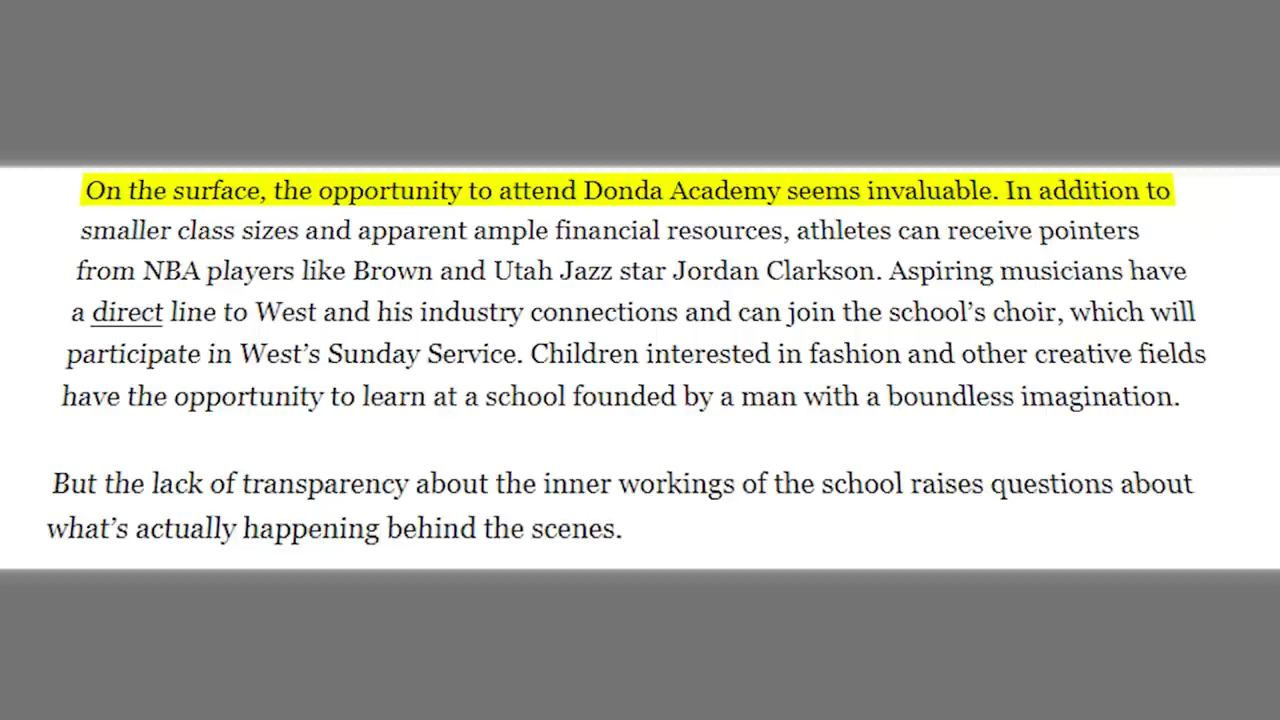 On the surface, the opportunity to attend Donda Academy seems invaluable. In addition to
smaller class sizes and apparent ample financial resources, athletes can receive pointers
from NBA players like Brown and Utah Jazz star Jordan Clarkson. Aspiring musicians have
a direct line to West and his industry connections and can join the school’s choir, which will
participate in West’s Sunday Service. Children interested in fashion and other creative fields
have the opportunity to learn at a school founded by a man with a boundless imagination.
But the lack of transparency about the inner workings of the school raises questions about
what’s actually happening behind the scenes.